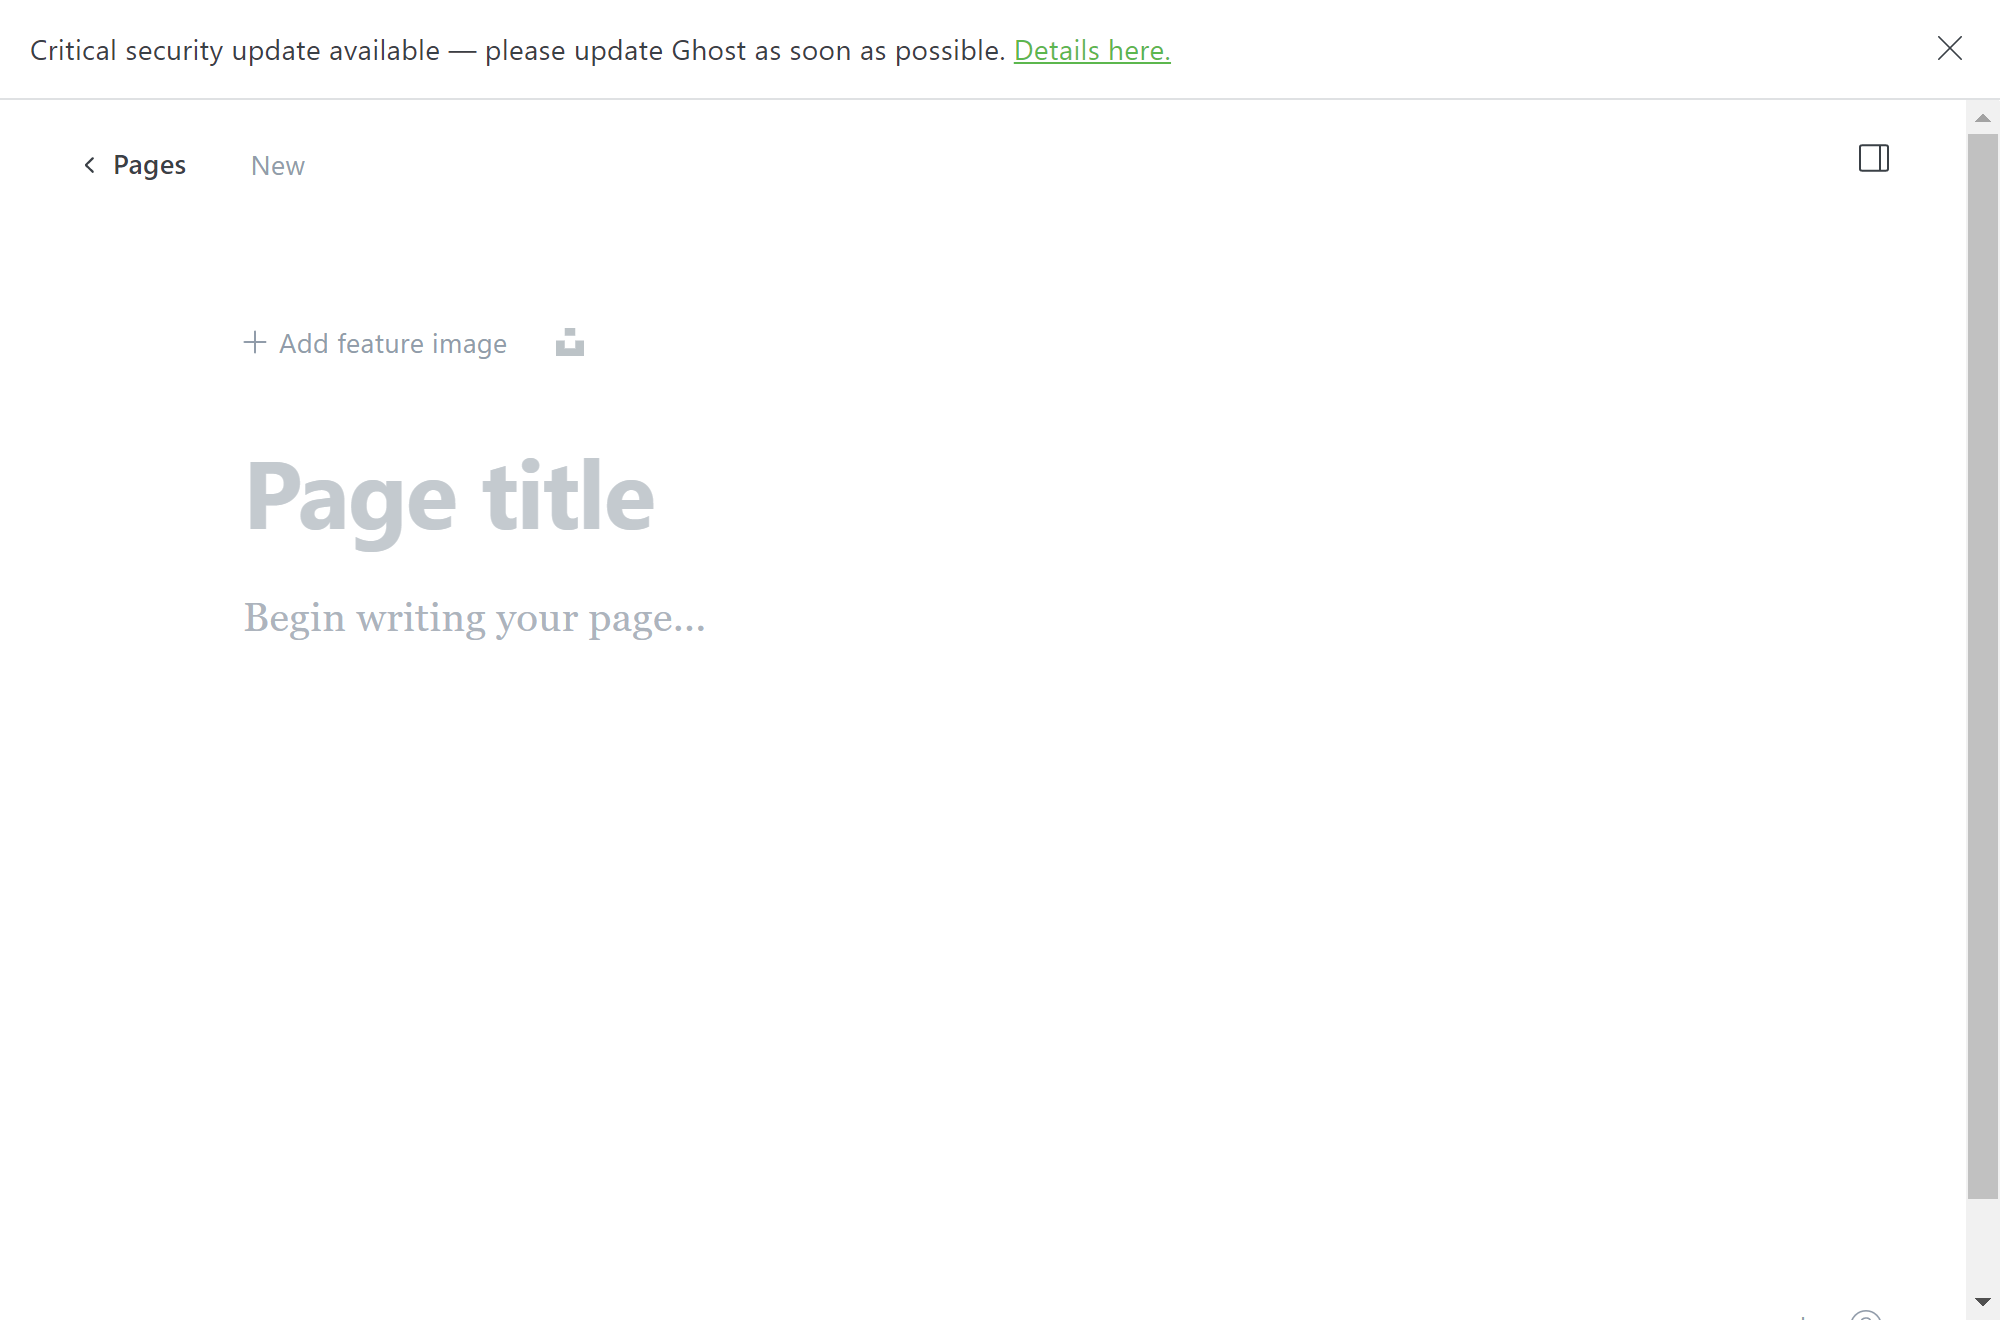 Critical security update available — please update Ghost as soon as possible. Details here.
Pages New
Add feature image
Page title
Begin writing your page...